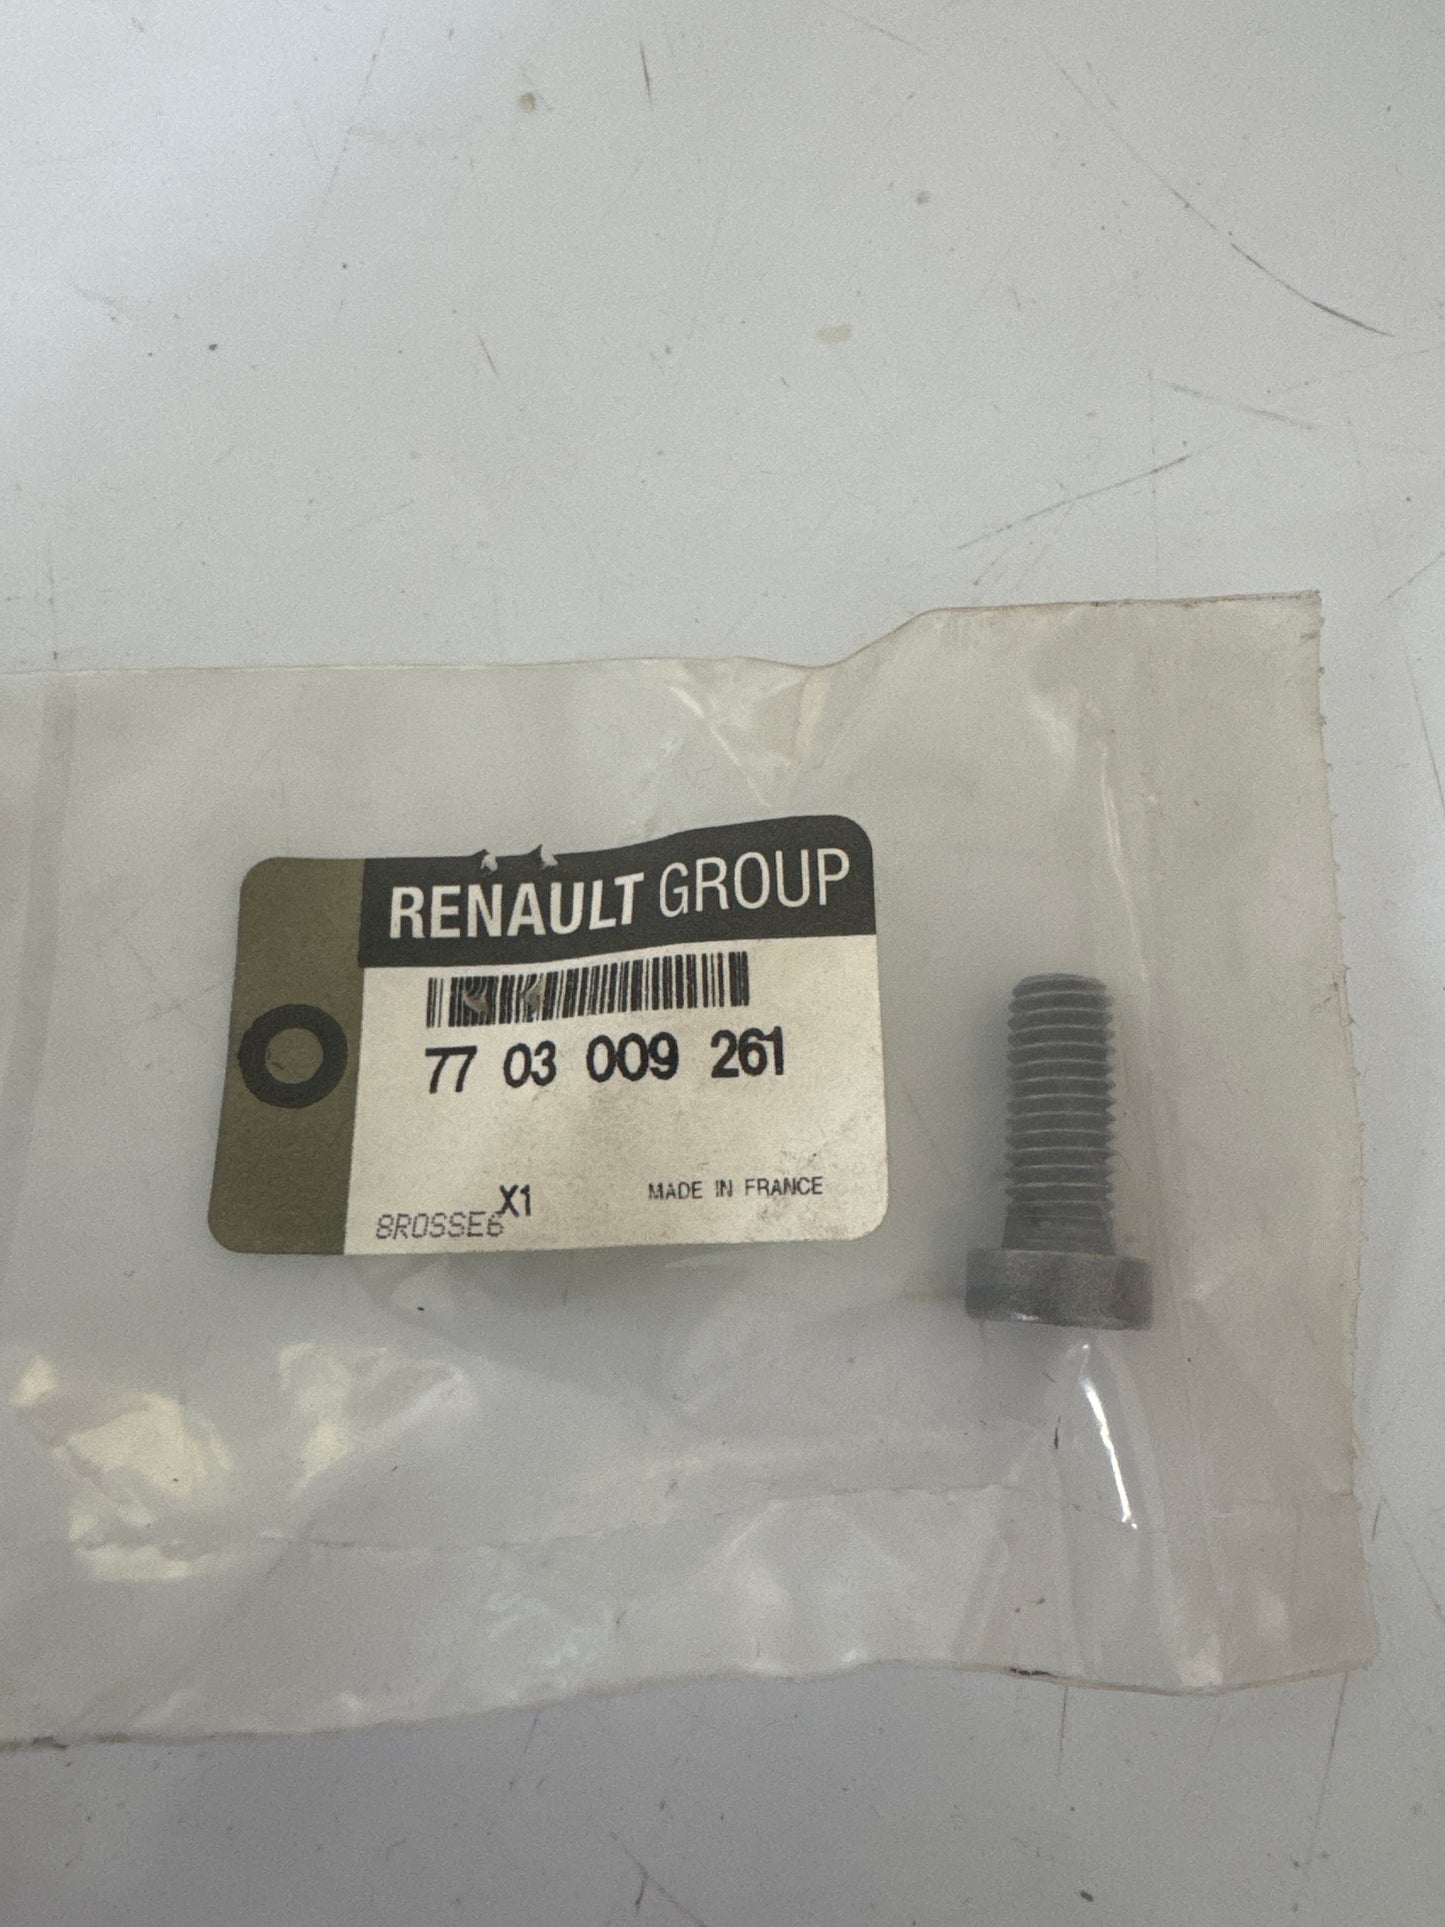 RENAULT GROUP
77 03 009 261
X1 MADE IN FRANCE
8ROSSE6